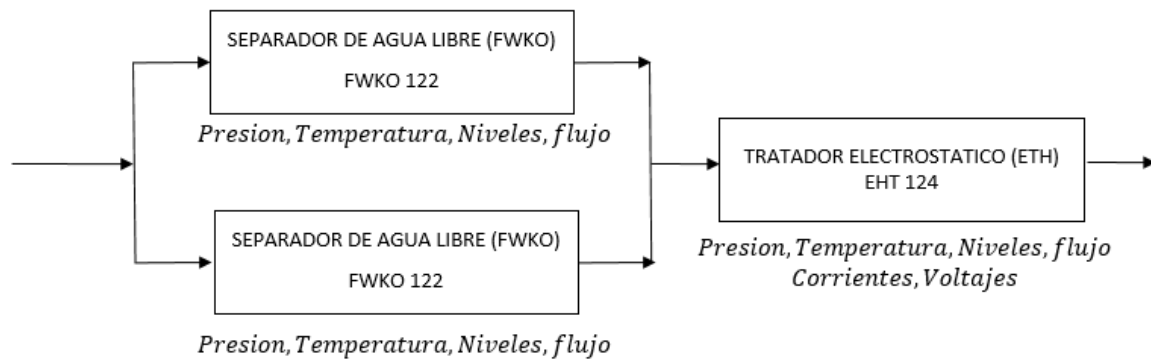 SEPARADOR DE AGUA LIBRE (FWKO)
FWKO 122
Presion, Temperatura, Niveles, flujo
TRATADOR ELECTROSTATICO (ETH)
EHT 124
Presion, Temperatura, Niveles, flujo
Corrientes, Voltajes
SEPARADOR DE AGUA LIBRE (FWKO)
FWKO 122
Presion, Temperatura, Niveles, flujo